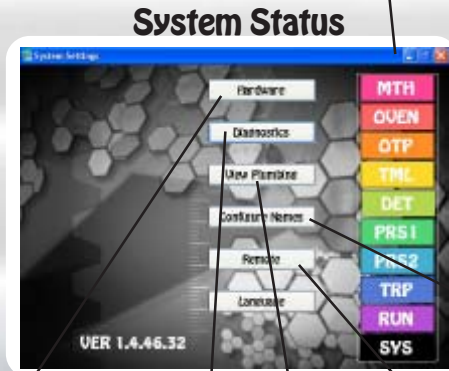 System Status
System Settings
Hardware
Diagnostics
View Plumbing
Configure Names
Remote
Language
VER 1.4.46.32
MTH
OVEN
OTP
TML
DET
PRS1
PRS2
TRP
RUN
SYS